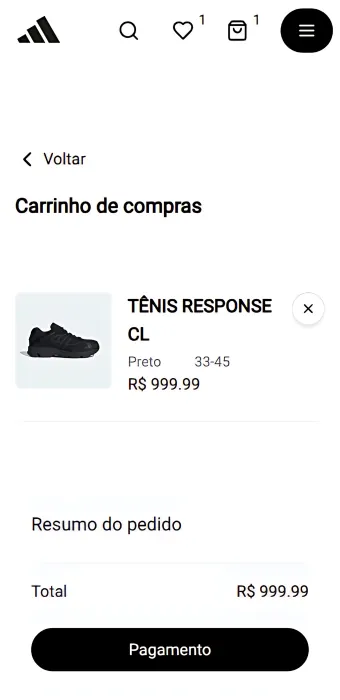 1
1
Voltar
Carrinho de compras
TÊNIS RESPONSE
CL
Preto 33-45
R$ 999.99
Resumo do pedido
Total R$ 999.99
Pagamento